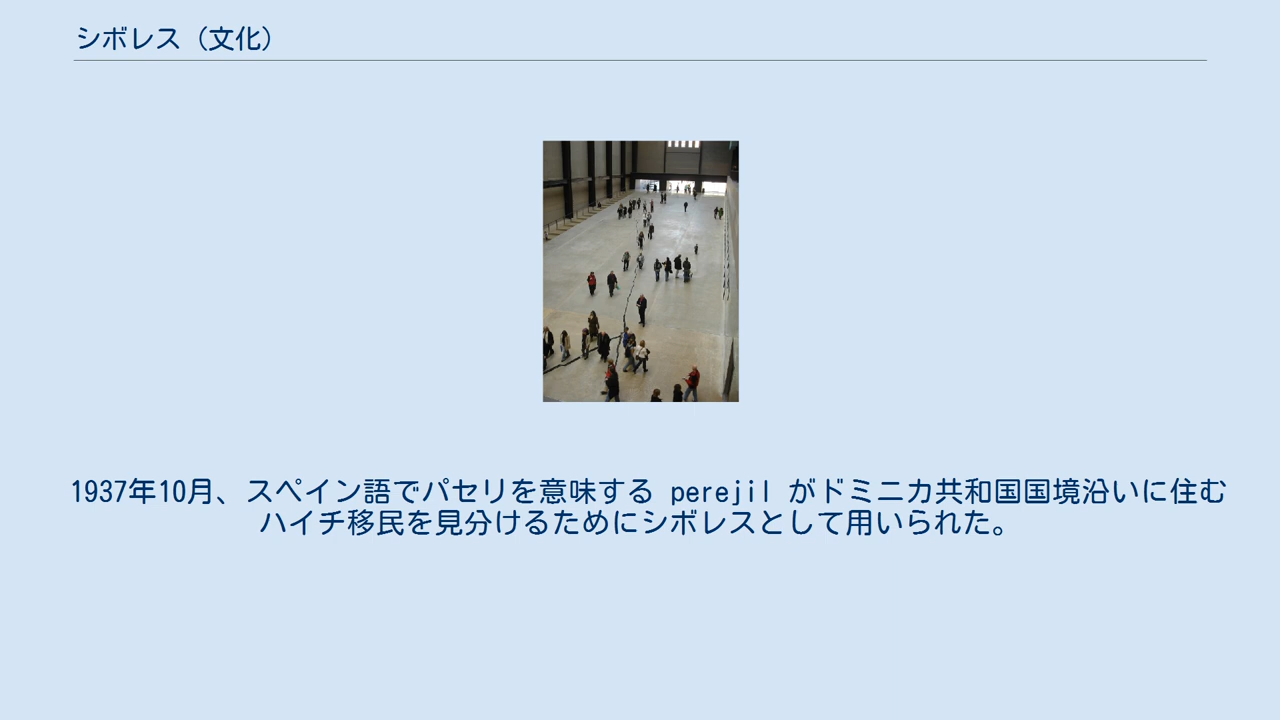 シボレス（文化）
1937年10月、スペイン語でパセリを意味する perejil がドミニカ共和国国境沿いに住む
ハイチ移民を見分けるためにシボレスとして用いられた。